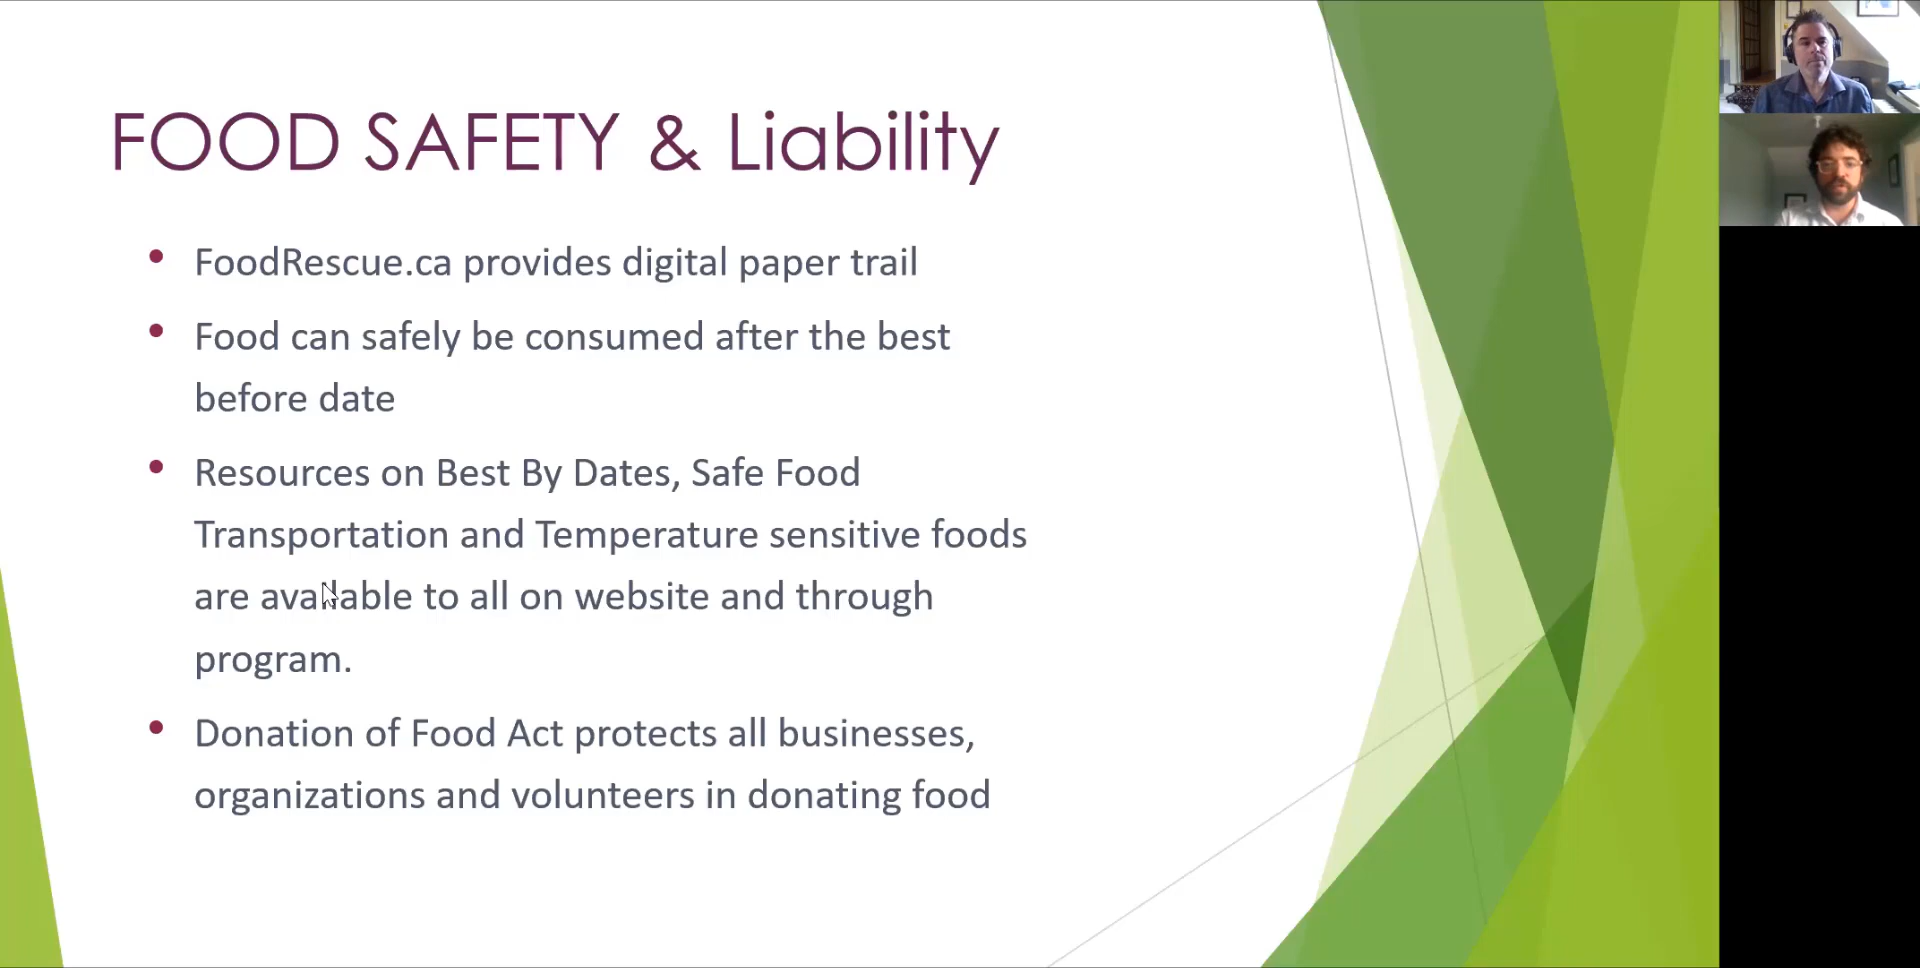 FOOD SAFETY & Liability
• FoodRescue.ca provides digital paper trail
• Food can safely be consumed after the best
before date
• Resources on Best By Dates, Safe Food
Transportation and Temperature sensitive foods
are available to all on website and through
program.
• Donation of Food Act protects all businesses,
organizations and volunteers in donating food